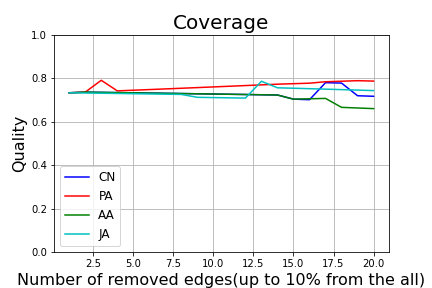 Coverage
1.0
0.8
0.6
0.4
0.2
0.0
Quality
CN
PA
AA
JA
2.5 5.0 7.5 10.0 12.5 15.0 17.5 20.0
Number of removed edges(up to 10% from the all)